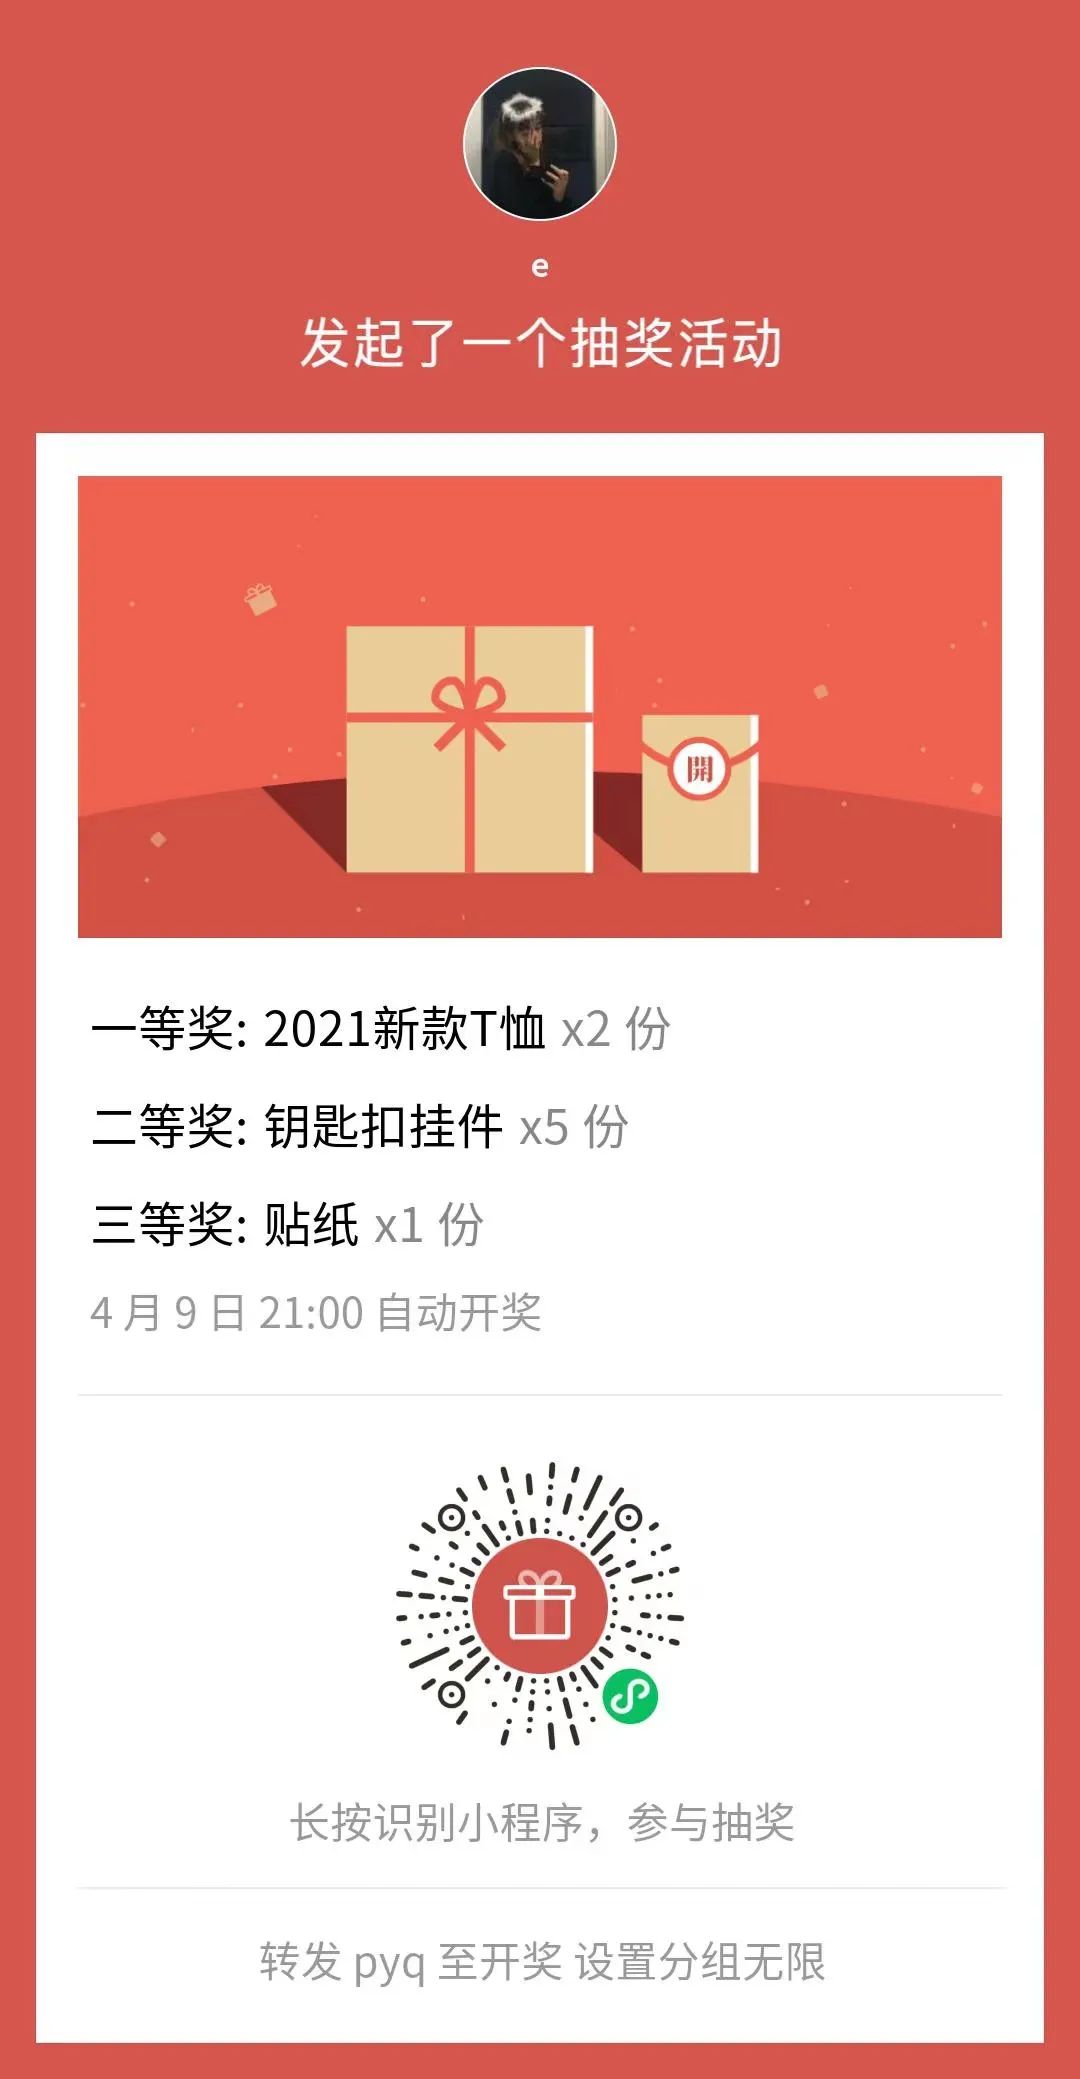 e
发起了一个抽奖活动
開
一等奖: 2021新款T恤 x2 份
二等奖: 钥匙扣挂件 x5 份
三等奖: 贴纸 x1 份
4 月 9 日 21:00 自动开奖
长按识别小程序，参与抽奖
转发 pyq 至开奖 设置分组无限